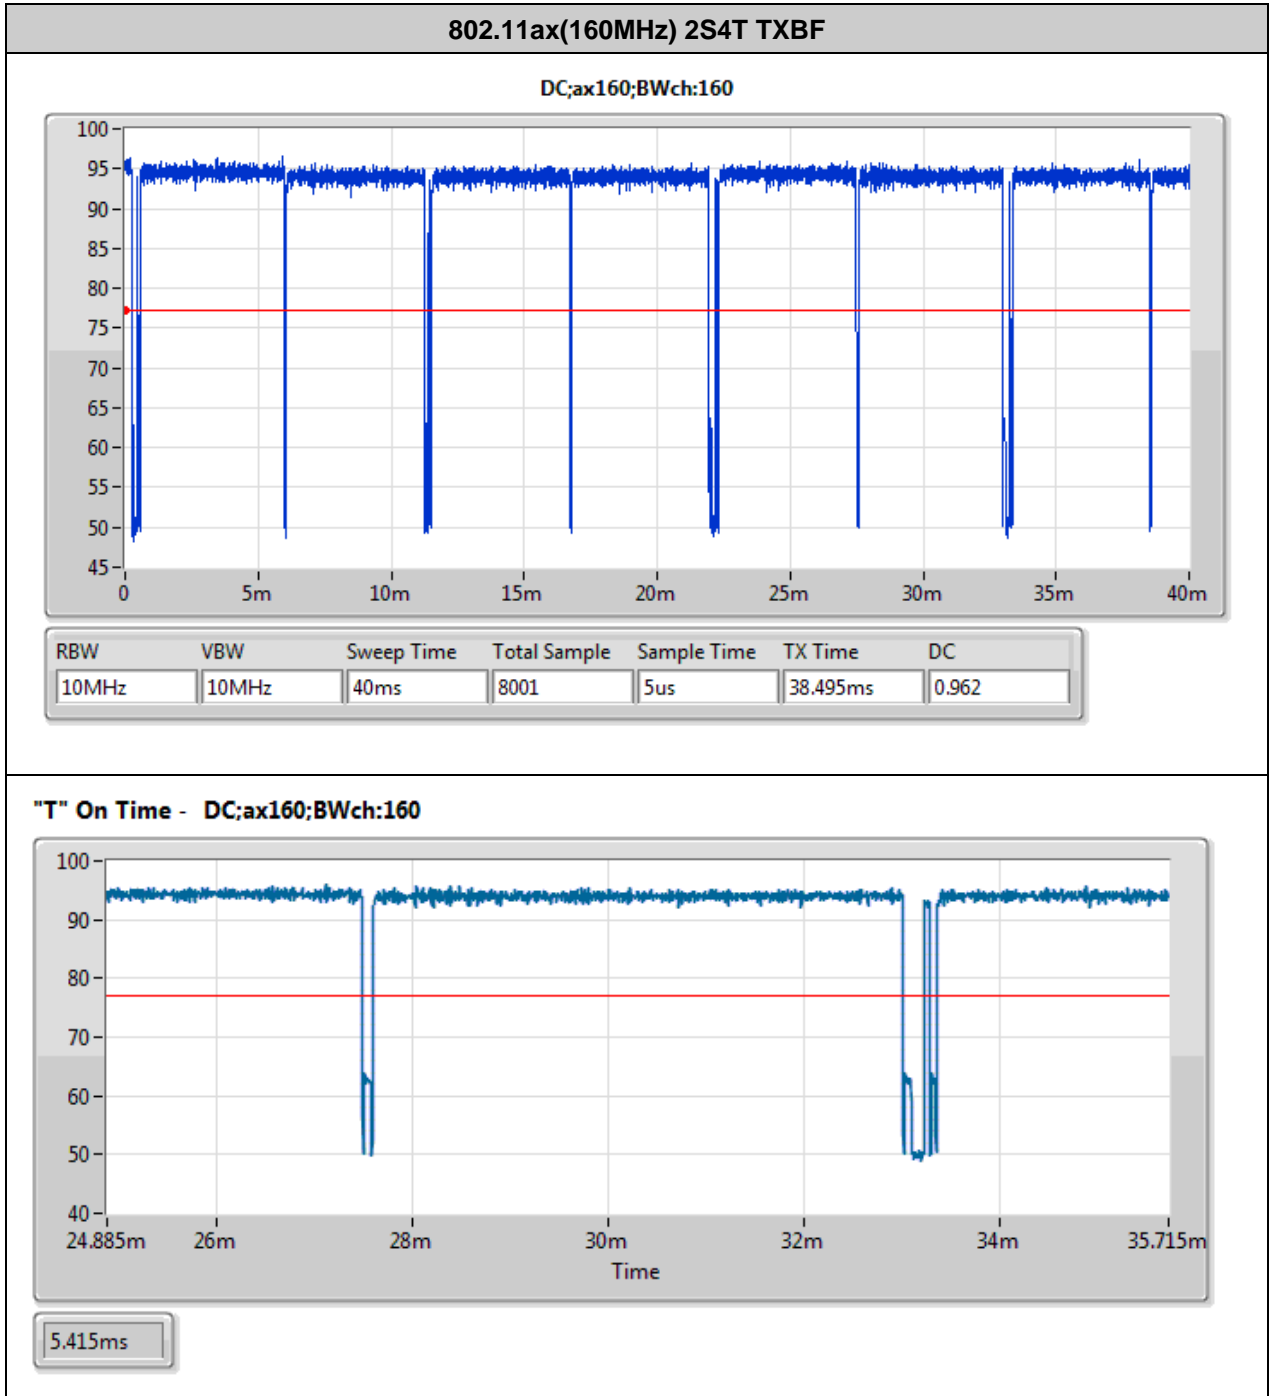 802.11ax(160MHz) 2S4T TXBF
DC;ax160;BWch:160
100
95
90
85
80
75
70
65
60
55
50
45
0 5m 10m 15m 20m 25m 30m 35m 40m
RBW VBW Sweep Time Total Sample Sample Time TX Time DC
10MHz 10MHz 40ms 8001 5us 38.495ms 0.962
"T" On Time - DC;ax160;BWch:160
100
90
80
70
60
50
40
24.885m 26m 28m 30m 32m 34m 35.715m
Time
5.415ms